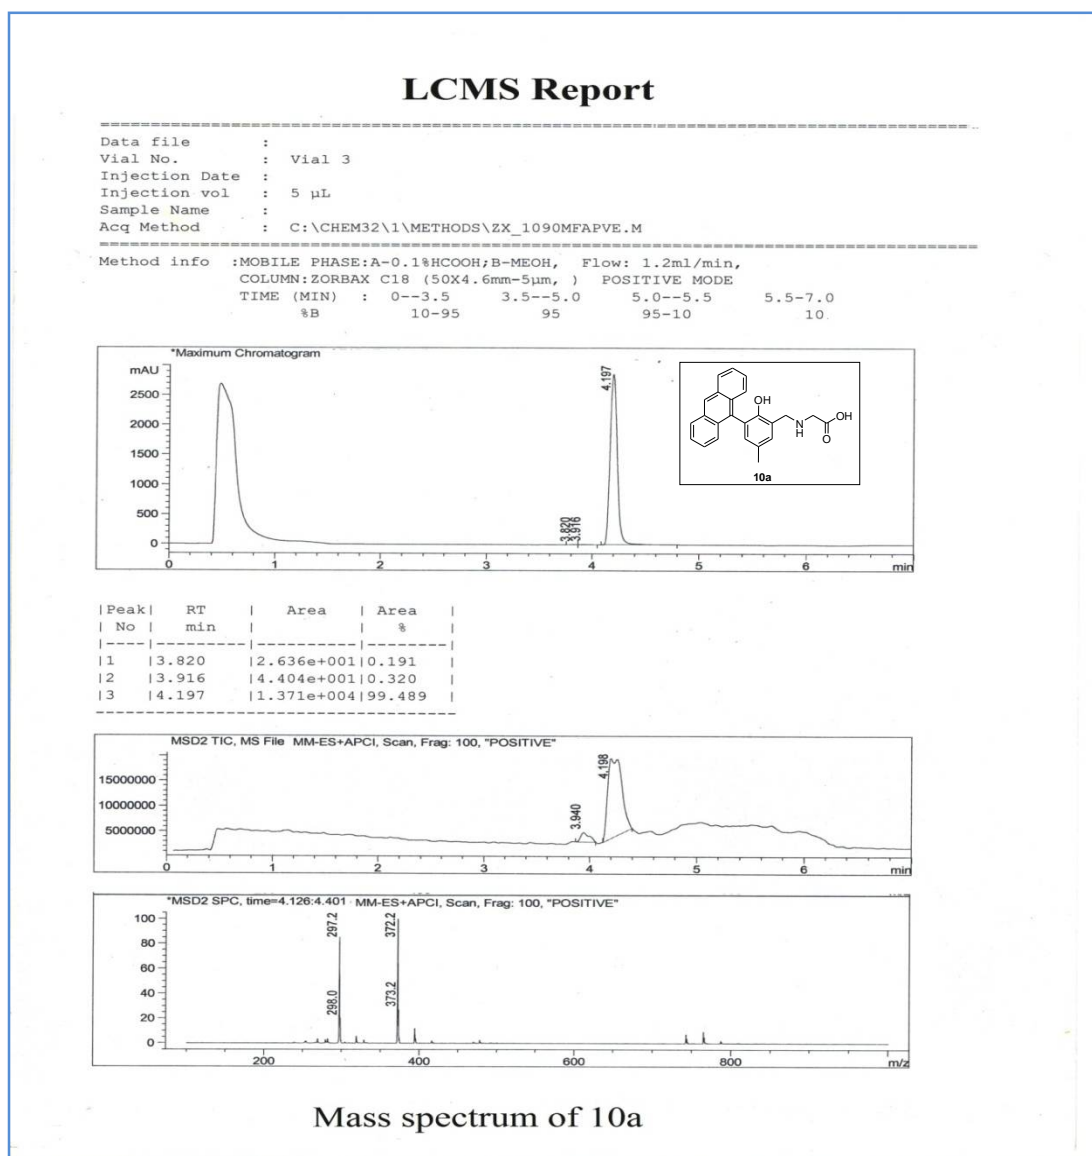 LCMS Report
==========================================================================
Data file :
Vial No. : Vial 3
Injection Date :
Injection vol : 5 µL
Sample Name :
Acq Method : C:\CHEM32\1\METHODS\ZX_1090MFAPVE.M
==========================================================================
Method info :MOBILE PHASE:A-0.1%HCOOH;B-MEOH, Flow: 1.2ml/min,
COLUMN:ZORBAX C18 (50X4.6mm-5µm, ) POSITIVE MODE
TIME (MIN) : 0--3.5 3.5--5.0 5.0--5.5 5.5-7.0
%B 10-95 95 95-10 10
*Maximum Chromatogram
mAU
2500
2000
1500
1000
500
0
3.820
3.916
4.197
OH
N
H
O
OH
10a
0 1 2 3 4 5 6 min
|Peak| RT | Area | Area |
| No | min | | % |
|----|---------|----------|--------|
|1 |3.820 |2.636e+001|0.191 |
|2 |3.916 |4.404e+001|0.320 |
|3 |4.197 |1.371e+004|99.489 |
-------------------------------------
MSD2 TIC, MS File MM-ES+APCI, Scan, Frag: 100, "POSITIVE"
15000000
10000000
5000000
3.940
4.198
0 1 2 3 4 5 6 min
*MSD2 SPC, time=4.126:4.401 MM-ES+APCI, Scan, Frag: 100, "POSITIVE"
100
80
60
40
20
0
297.2
298.0
372.2
373.2
200 400 600 800 m/z
Mass spectrum of 10a